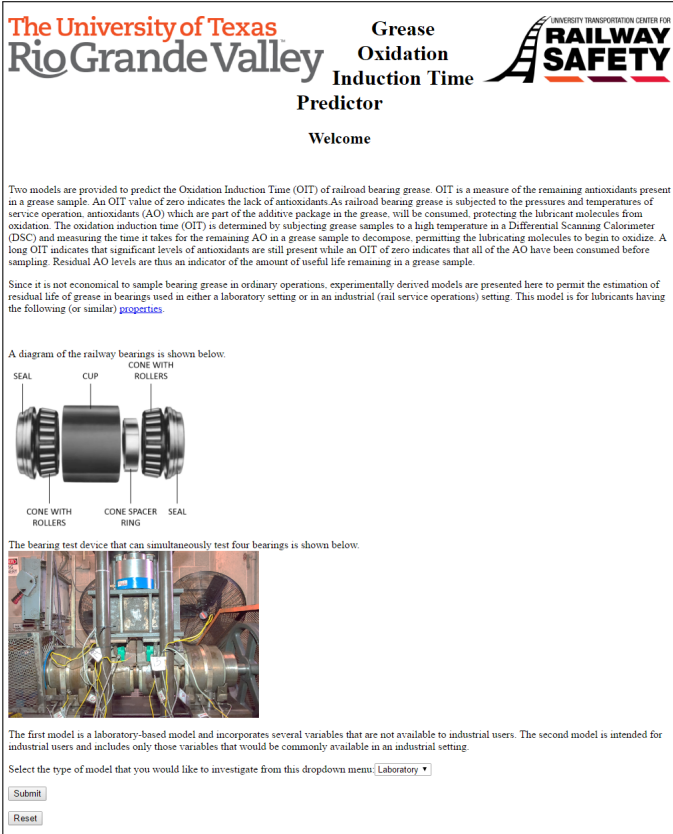 The University of Texas
RioGrande Valley
Grease
Oxidation
Induction Time
Predictor
UNIVERSITY TRANSPORTATION CENTER FOR
RAILWAY
SAFETY
Welcome
Two models are provided to predict the Oxidation Induction Time (OIT) of railroad bearing grease. OIT is a measure of the remaining antioxidants present
in a grease sample. An OIT value of zero indicates the lack of antioxidants.As railroad bearing grease is subjected to the pressures and temperatures of
service operation, antioxidants (AO) which are part of the additive package in the grease, will be consumed, protecting the lubricant molecules from
oxidation. The oxidation induction time (OIT) is determined by subjecting grease samples to a high temperature in a Differential Scanning Calorimeter
(DSC) and measuring the time it takes for the remaining AO in a grease sample to decompose, permitting the lubricating molecules to begin to oxidize. A
long OIT indicates that significant levels of antioxidants are still present while an OIT of zero indicates that all of the AO have been consumed before
sampling. Residual AO levels are thus an indicator of the amount of useful life remaining in a grease sample.
Since it is not economical to sample bearing grease in ordinary operations, experimentally derived models are presented here to permit the estimation of
residual life of grease in bearings used in either a laboratory setting or in an industrial (rail service operations) setting. This model is for lubricants having
the following (or similar) properties.
A diagram of the railway bearings is shown below.
SEAL
CUP
CONE WITH
ROLLERS
CONE WITH
ROLLERS
CONE SPACER
RING
SEAL
The bearing test device that can simultaneously test four bearings is shown below.
The first model is a laboratory-based model and incorporates several variables that are not available to industrial users. The second model is intended for
industrial users and includes only those variables that would be commonly available in an industrial setting.
Select the type of model that you would like to investigate from this dropdown menu: Laboratory
Submit
Reset